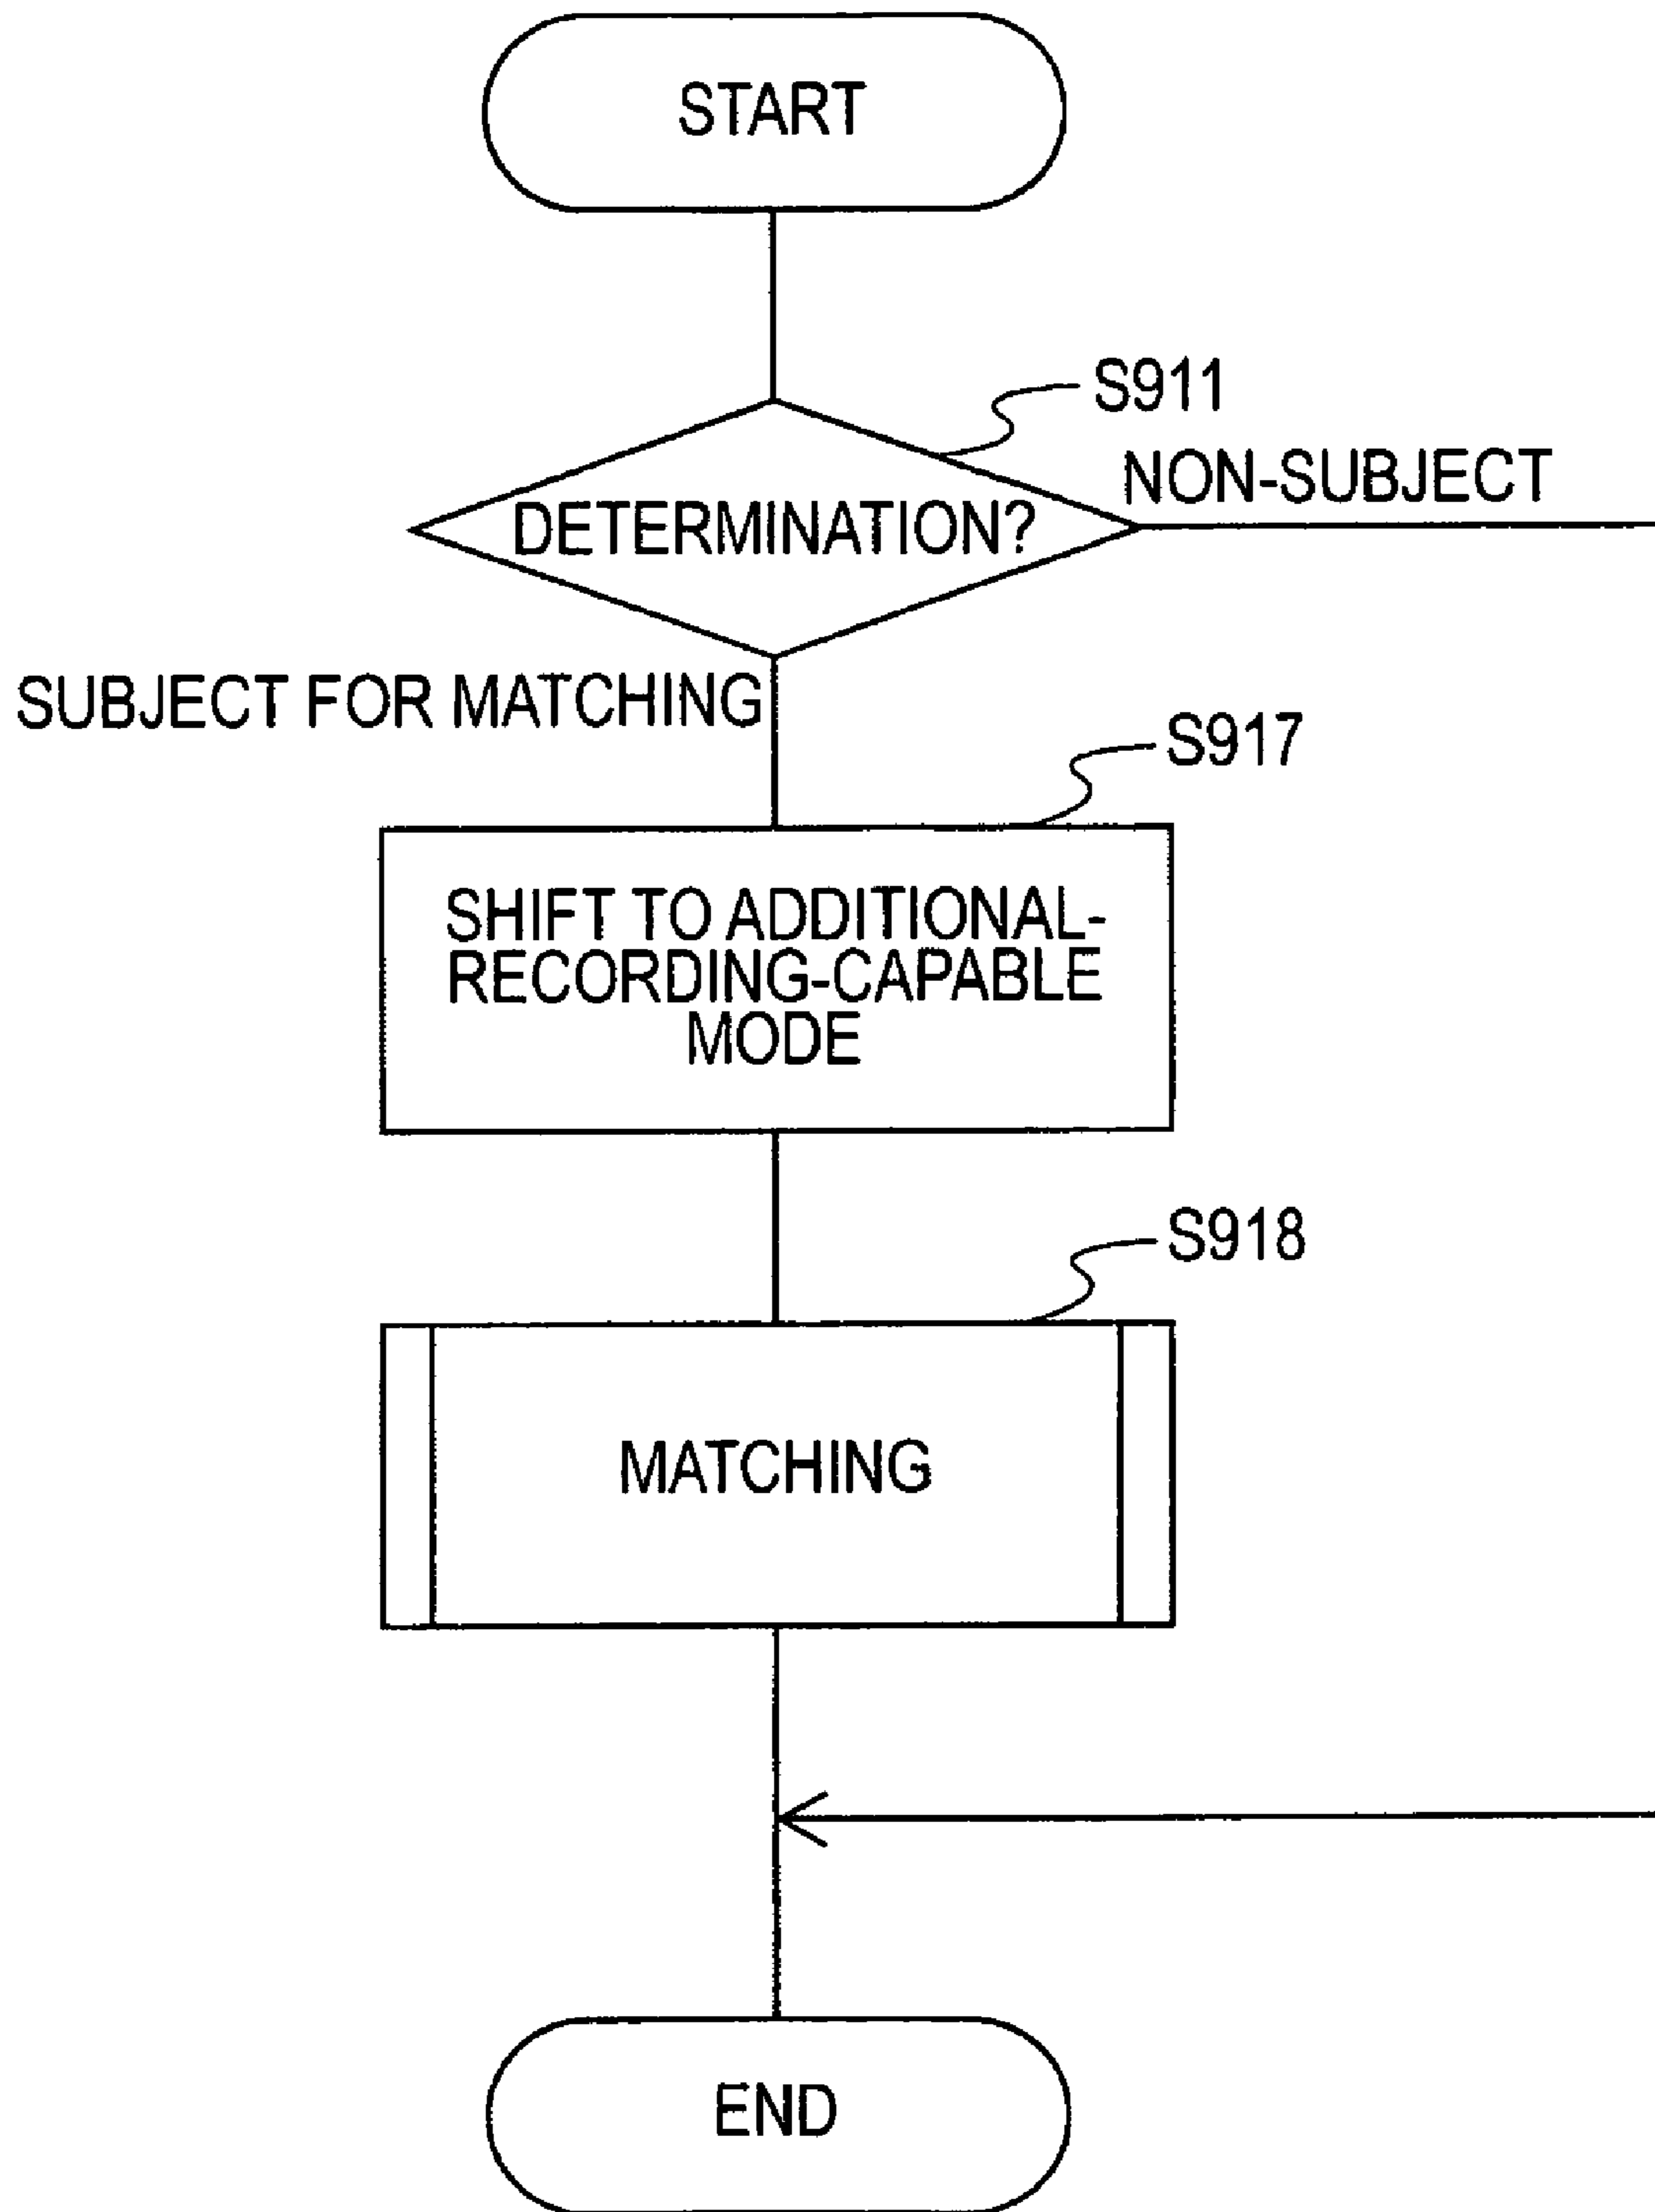 START
S911
NON-SUBJECT
DETERMINATION?
SUBJECT FOR MATCHING
S917
SHIFT TO ADDITIONAL-
RECORDING-CAPABLE
MODE
S918
MATCHING
END